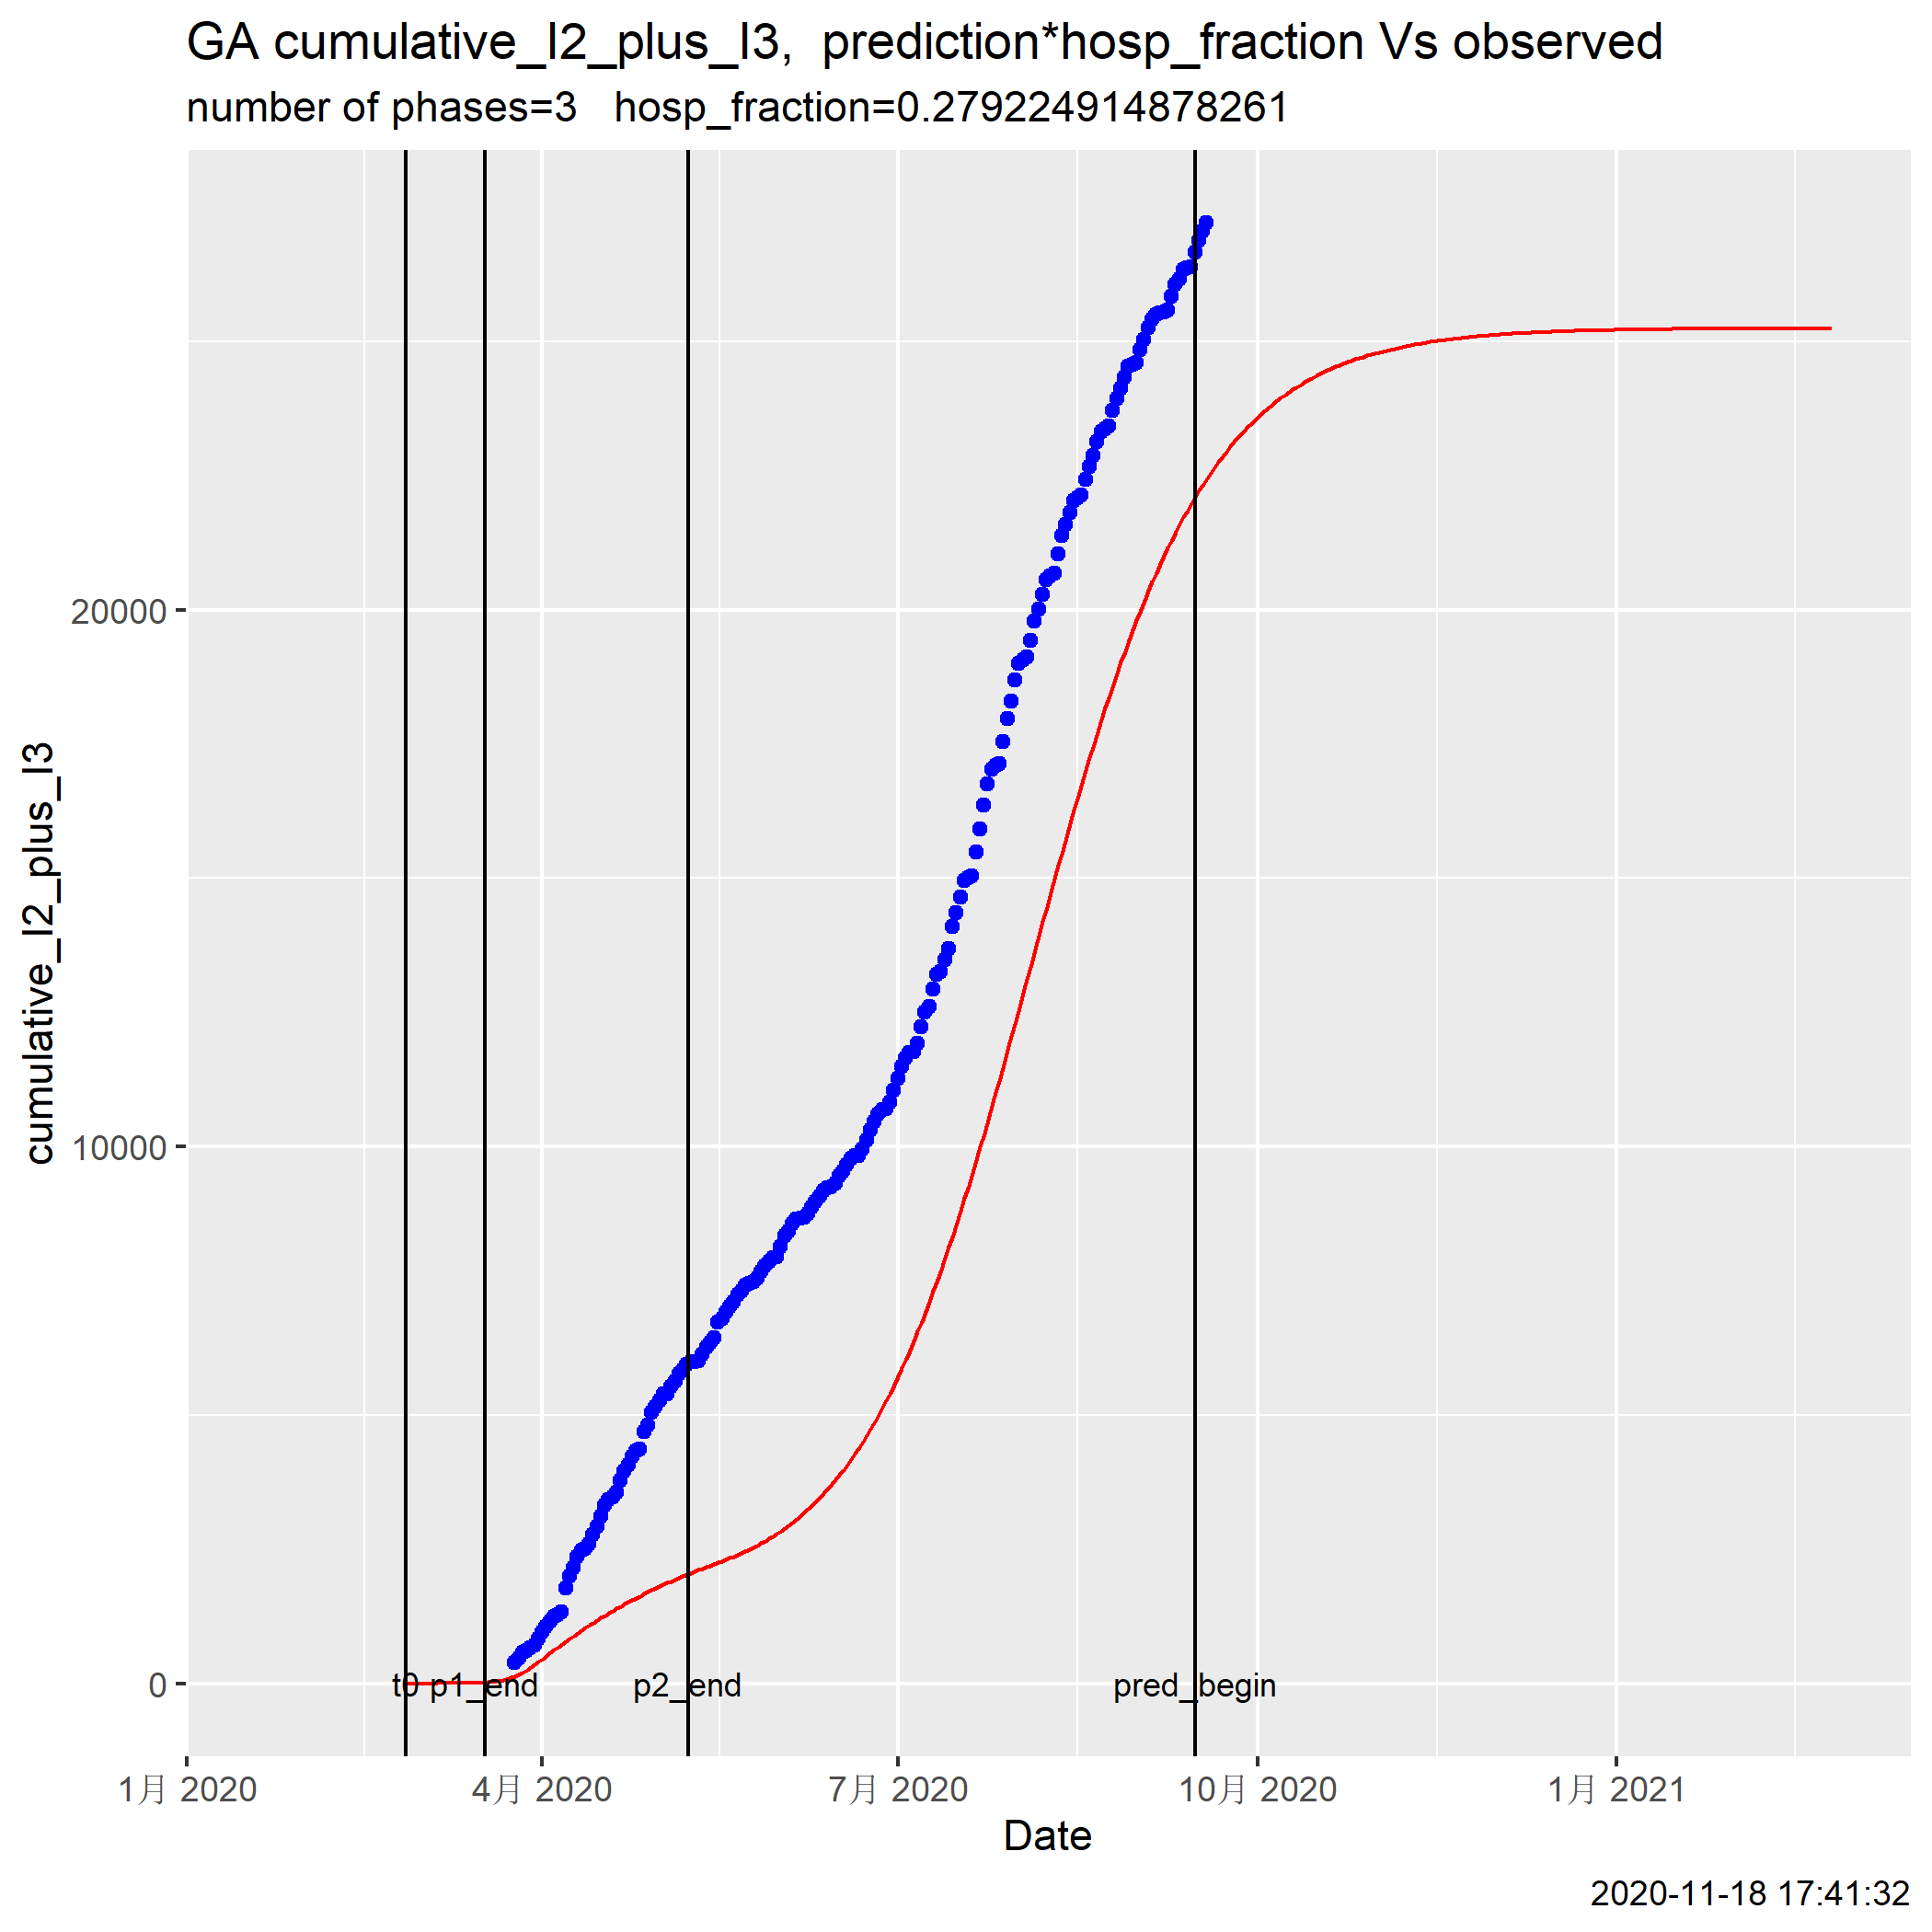 GA cumulative_I2_plus_I3,  prediction*hosp_fraction Vs observed
number of phases=3   hosp_fraction=0.279224914878261
cumulative_I2_plus_I3
20000
10000
0
t0 p1_end
p2_end
pred_begin
1月 2020
4月 2020
7月 2020
10月 2020
1月 2021
Date
2020-11-18 17:41:32